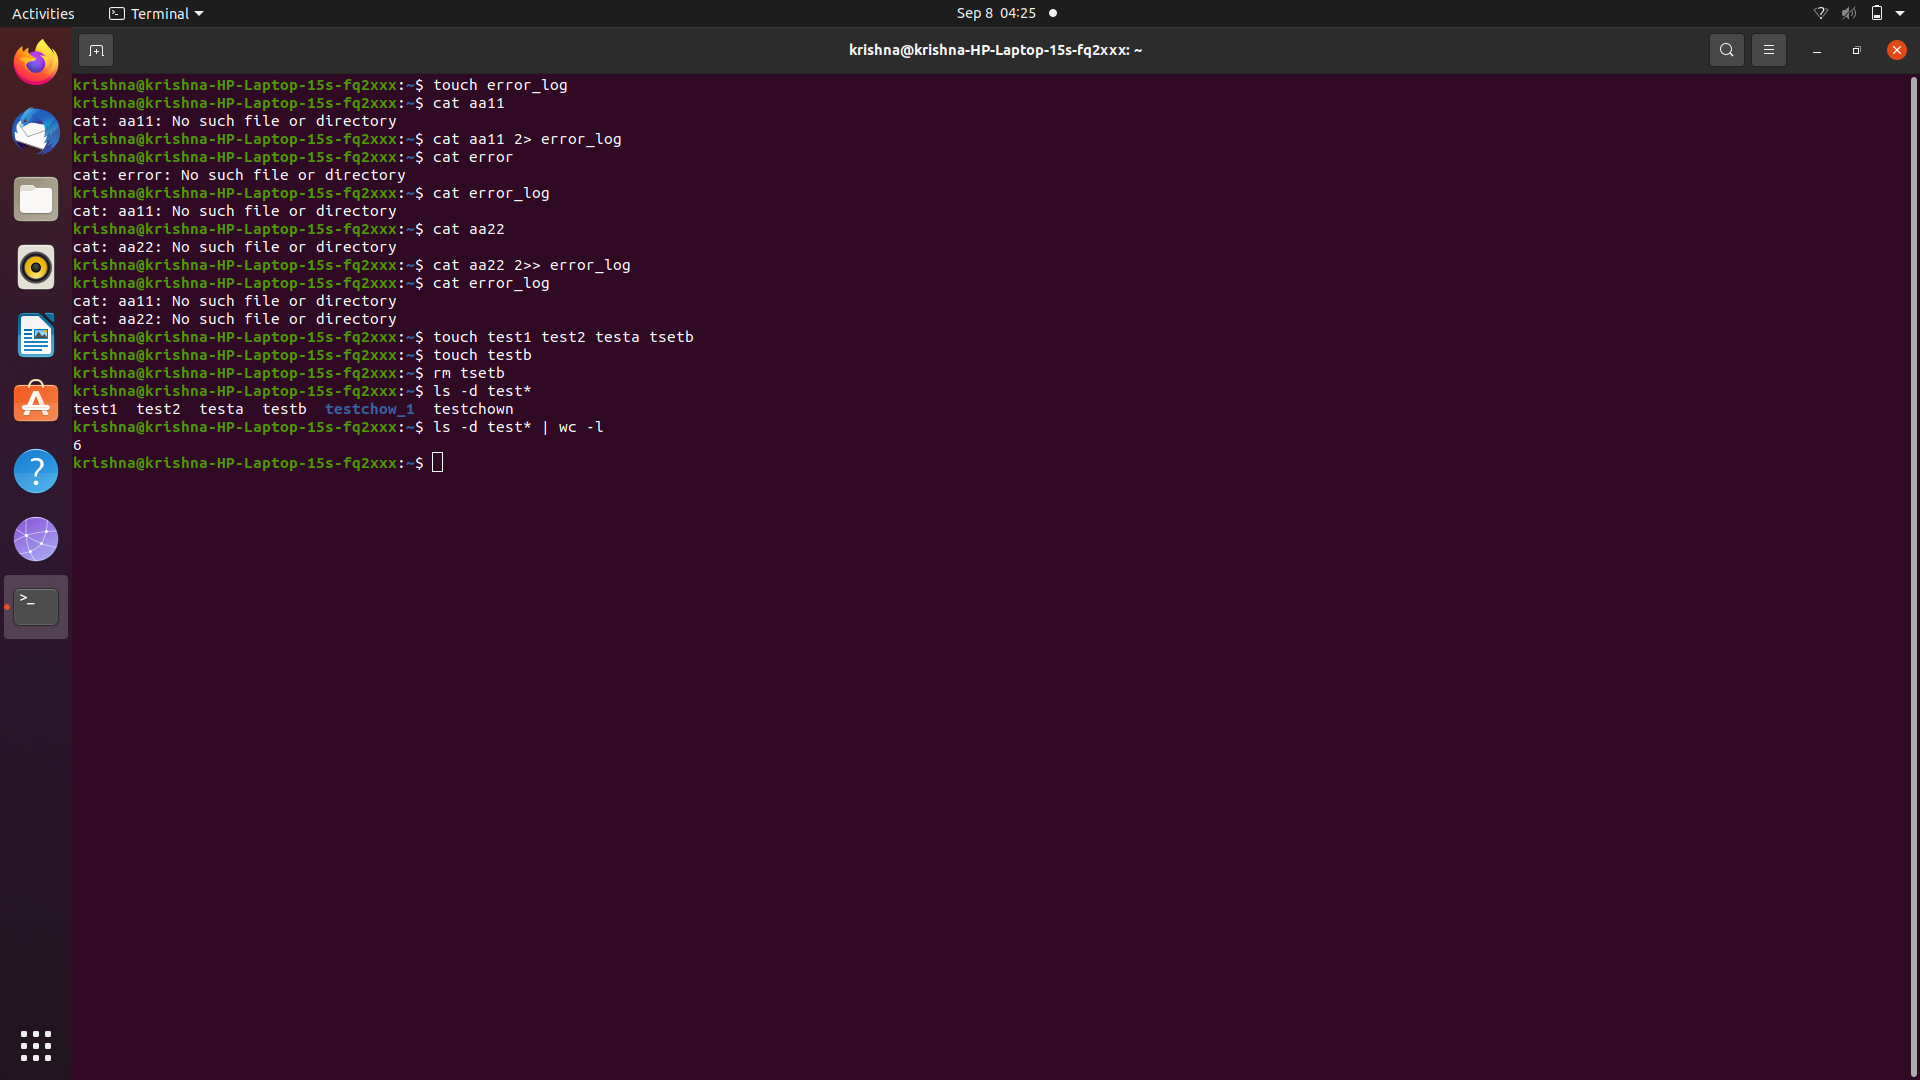 Activities Terminal Sep 8 04:25
krishna@krishna-HP-Laptop-15s-fq2xxx: ~
krishna@krishna-HP-Laptop-15s-fq2xxx:~$ touch error_log
krishna@krishna-HP-Laptop-15s-fq2xxx:~$ cat aa11
cat: aa11: No such file or directory
krishna@krishna-HP-Laptop-15s-fq2xxx:~$ cat aa11 2> error_log
krishna@krishna-HP-Laptop-15s-fq2xxx:~$ cat error
cat: error: No such file or directory
krishna@krishna-HP-Laptop-15s-fq2xxx:~$ cat error_log
cat: aa11: No such file or directory
krishna@krishna-HP-Laptop-15s-fq2xxx:~$ cat aa22
cat: aa22: No such file or directory
krishna@krishna-HP-Laptop-15s-fq2xxx:~$ cat aa22 2>> error_log
krishna@krishna-HP-Laptop-15s-fq2xxx:~$ cat error_log
cat: aa11: No such file or directory
cat: aa22: No such file or directory
krishna@krishna-HP-Laptop-15s-fq2xxx:~$ touch test1 test2 testa tsetb
krishna@krishna-HP-Laptop-15s-fq2xxx:~$ touch testb
krishna@krishna-HP-Laptop-15s-fq2xxx:~$ rm tsetb
krishna@krishna-HP-Laptop-15s-fq2xxx:~$ ls -d test*
test1  test2  testa  testb  testchow_1  testchown
krishna@krishna-HP-Laptop-15s-fq2xxx:~$ ls -d test* | wc -l
6
krishna@krishna-HP-Laptop-15s-fq2xxx:~$